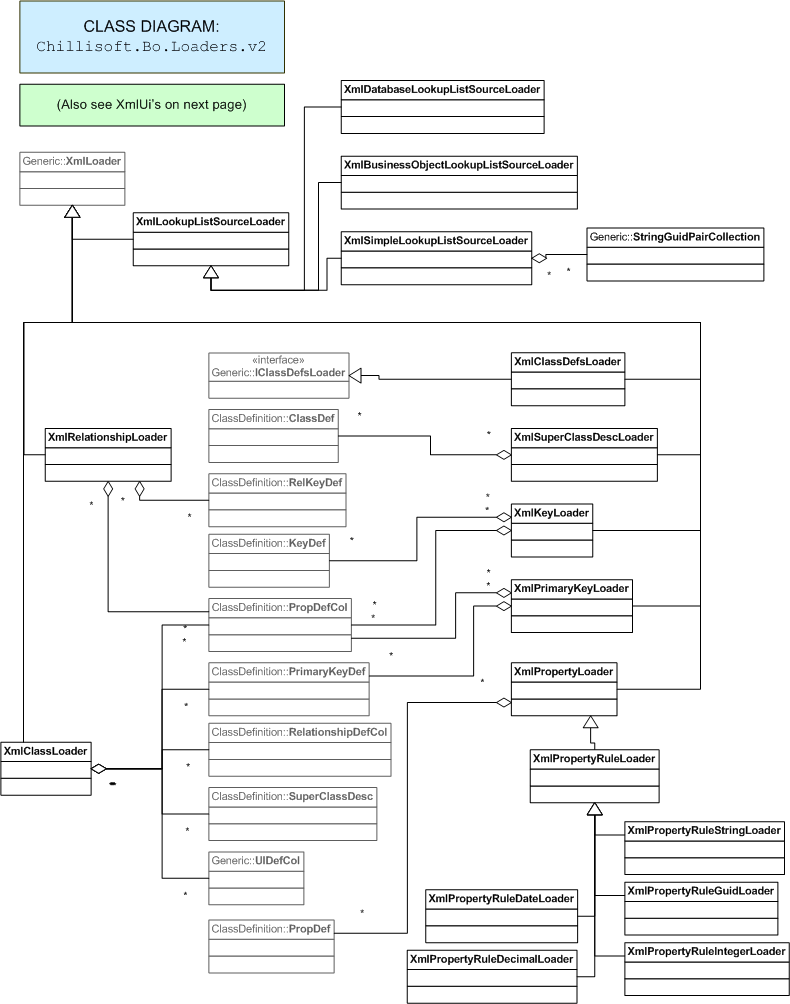 CLASS DIAGRAM:
Chillisoft.Bo.Loaders.v2
(Also see XmlUi's on next page)
XmlDatabaseLookupListSourceLoader
Generic::XmlLoader
XmlBusinessObjectLookupListSourceLoader
XmlLookupListSourceLoader
XmlSimpleLookupListSourceLoader
Generic::StringGuidPairCollection
*
*
«interface»
Generic::IClassDefsLoader
XmlClassDefsLoader
ClassDefinition::ClassDef
*
*
XmlRelationshipLoader
XmlSuperClassDescLoader
ClassDefinition::RelKeyDef
*
*
*
*
*
XmlKeyLoader
ClassDefinition::KeyDef
*
*
*
XmlPrimaryKeyLoader
ClassDefinition::PropDefCol
*
*
*
*
*
ClassDefinition::PrimaryKeyDef
*
XmlPropertyLoader
*
ClassDefinition::RelationshipDefCol
XmlClassLoader
*
XmlPropertyRuleLoader
*
ClassDefinition::SuperClassDesc
*
XmlPropertyRuleStringLoader
Generic::UIDefCol
*
XmlPropertyRuleDateLoader
XmlPropertyRuleGuidLoader
*
ClassDefinition::PropDef
XmlPropertyRuleDecimalLoader
XmlPropertyRuleIntegerLoader